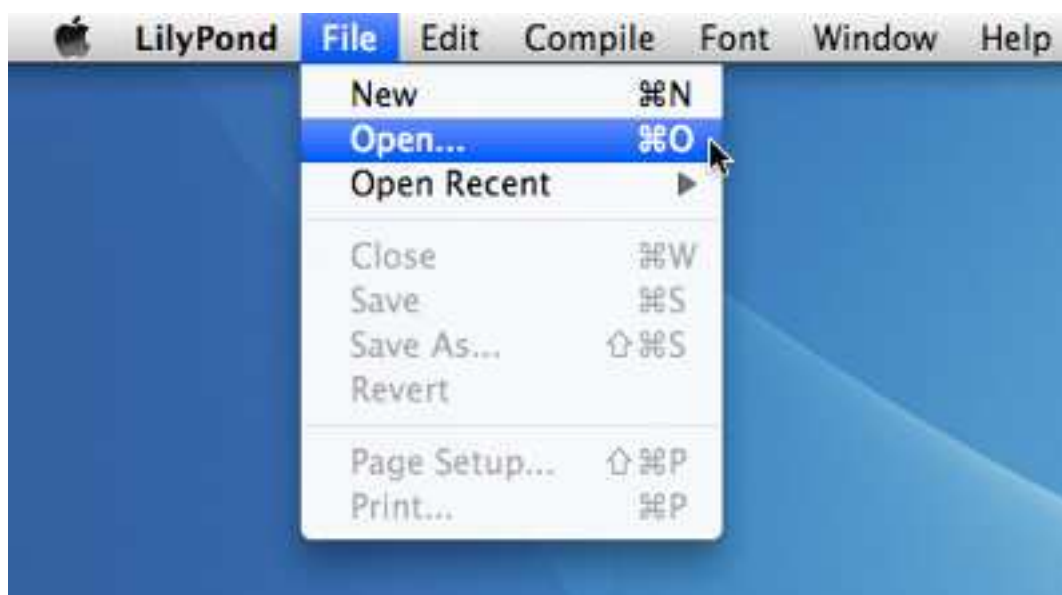 LilyPond File Edit Compile Font Window Help
New ⌘N
Open... ⌘O
Open Recent ▶
Close ⌘W
Save ⌘S
Save As... ⇧⌘S
Revert
Page Setup... ⇧⌘P
Print... ⌘P